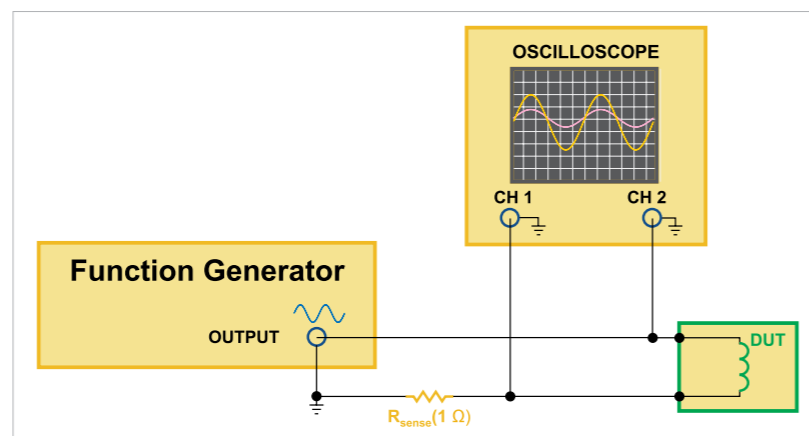 OSCILLOSCOPE
CH 1
CH 2
Function Generator
OUTPUT
DUT
Rsense(1 Ω)